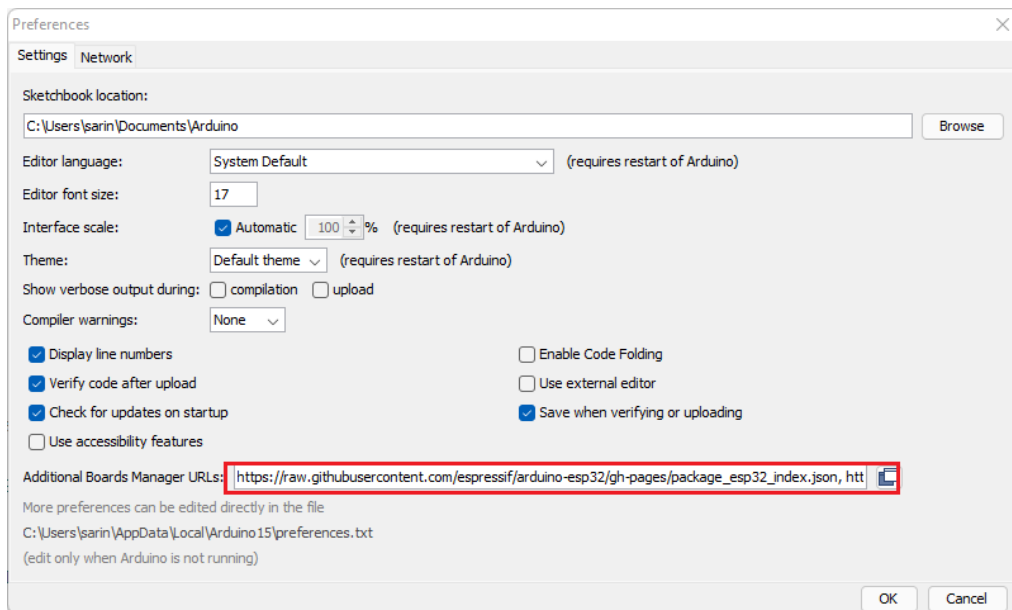 Preferences
Settings Network
Sketchbook location:
C:\Users\sarin\Documents\Arduino Browse
Editor language: System Default (requires restart of Arduino)
Editor font size: 17
Interface scale: Automatic 100 % (requires restart of Arduino)
Theme: Default theme (requires restart of Arduino)
Show verbose output during: compilation upload
Compiler warnings: None
Display line numbers Enable Code Folding
Verify code after upload Use external editor
Check for updates on startup Save when verifying or uploading
Use accessibility features
Additional Boards Manager URLs: https://raw.githubusercontent.com/espressif/arduino-esp32/gh-pages/package_esp32_index.json, htt
More preferences can be edited directly in the file
C:\Users\sarin\AppData\Local\Arduino15\preferences.txt
(edit only when Arduino is not running)
OK Cancel